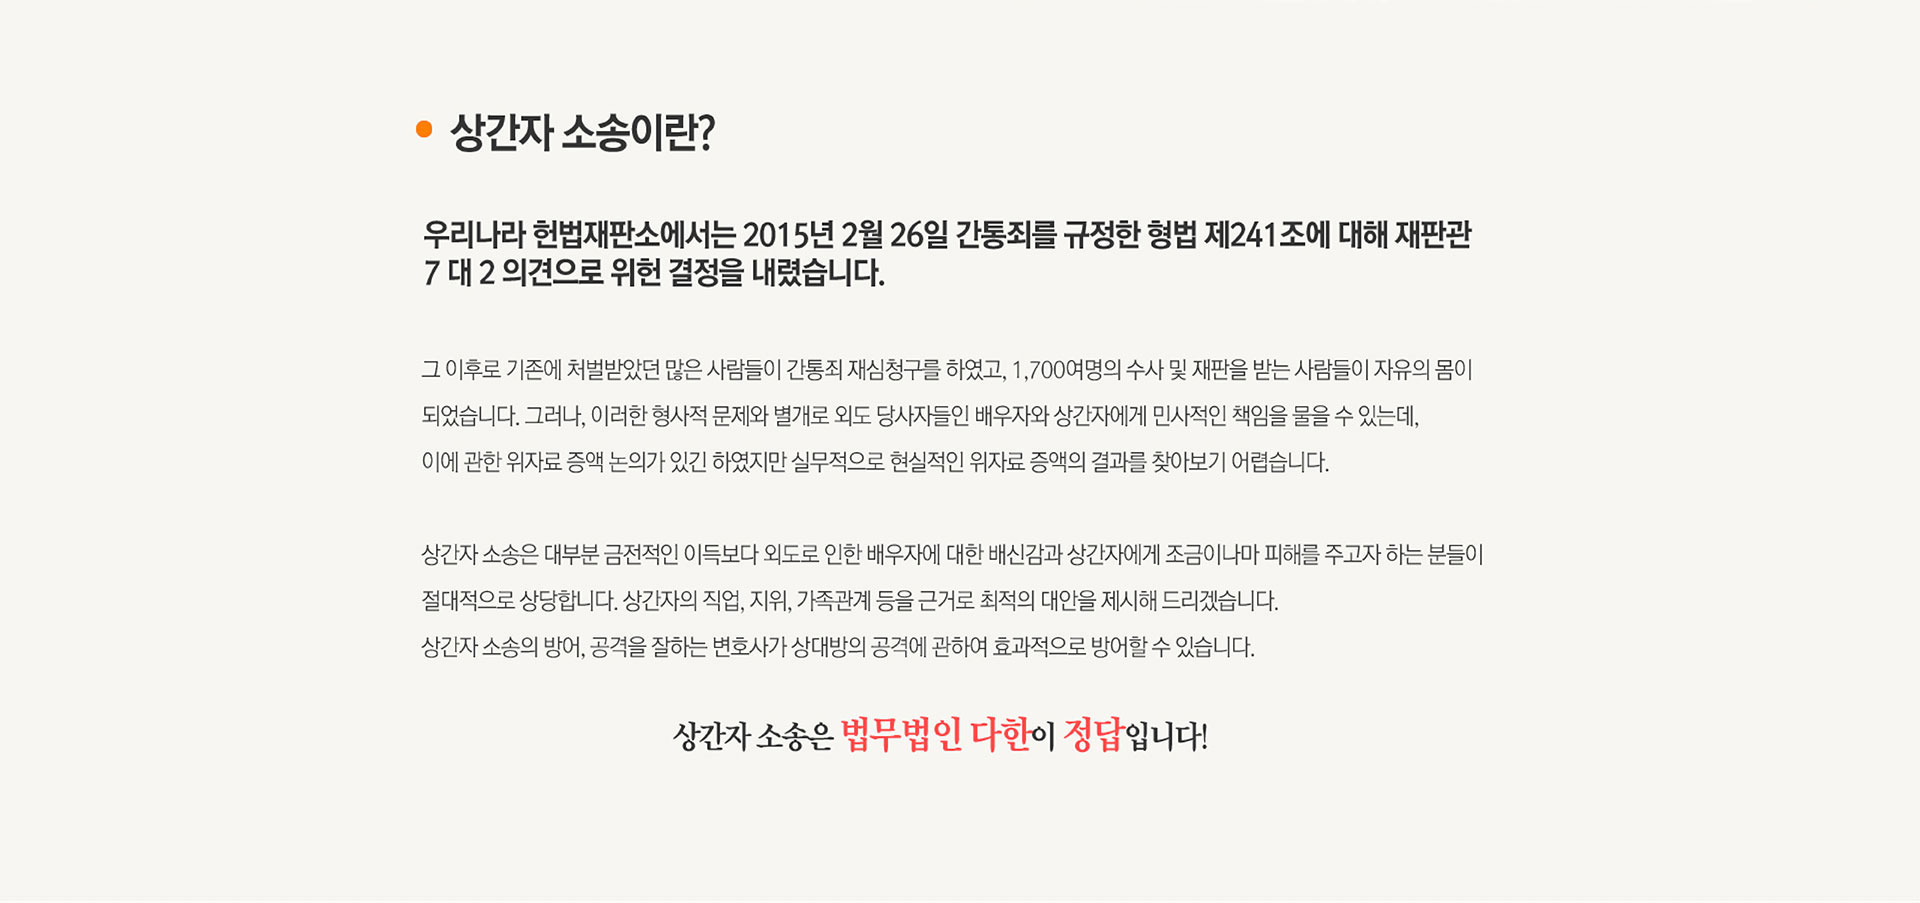 상간자 소송이란?
우리나라 헌법재판소에서는 2015년 2월 26일 간통죄를 규정한 형법 제241조에 대해 재판관
7 대 2 의견으로 위헌 결정을 내렸습니다.
그 이후로 기존에 처벌받았던 많은 사람들이 간통죄 재심청구를 하였고, 1,700여명의 수사 및 재판을 받는 사람들이 자유의 몸이
되었습니다. 그러나, 이러한 형사적 문제와 별개로 외도 당사자들인 배우자와 상간자에게 민사적인 책임을 물을 수 있는데,
이에 관한 위자료 증액 논의가 있긴 하였지만 실무적으로 현실적인 위자료 증액의 결과를 찾아보기 어렵습니다.
상간자 소송은 대부분 금전적인 이득보다 외도로 인한 배우자에 대한 배신감과 상간자에게 조금이나마 피해를 주고자 하는 분들이
절대적으로 상당합니다. 상간자의 직업, 지위, 가족관계 등을 근거로 최적의 대안을 제시해 드리겠습니다.
상간자 소송의 방어, 공격을 잘하는 변호사가 상대방의 공격에 관하여 효과적으로 방어할 수 있습니다.
상간자 소송은 법무법인 다한이 정답입니다!